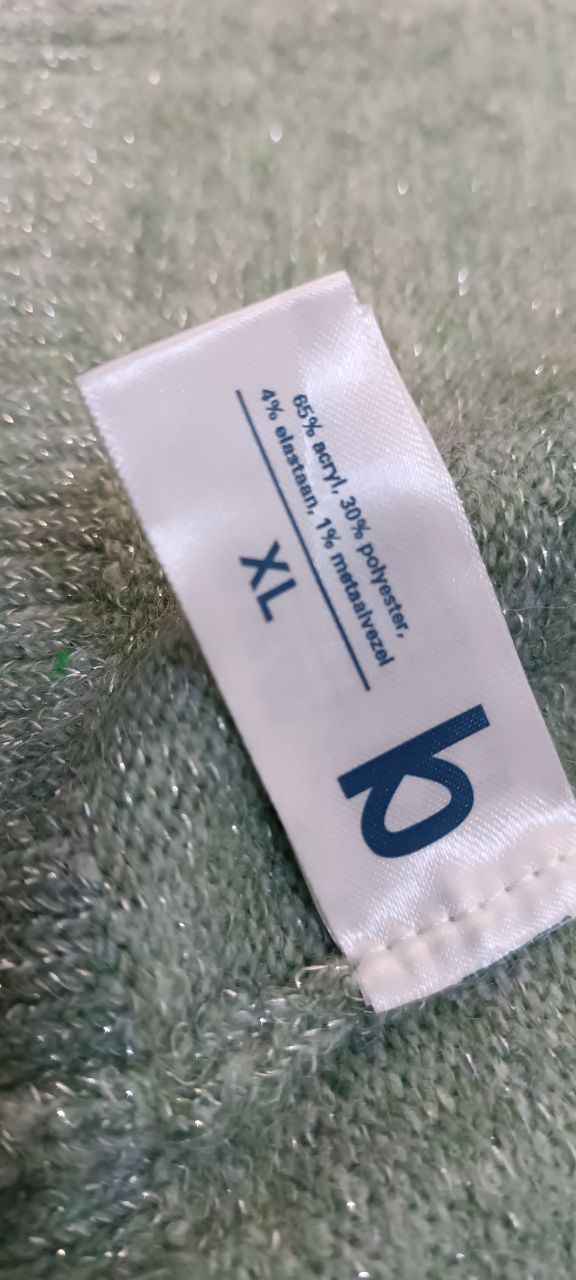 65% acryl, 30% polyester,
4% elastaan, 1% metaalvezel
XL
b